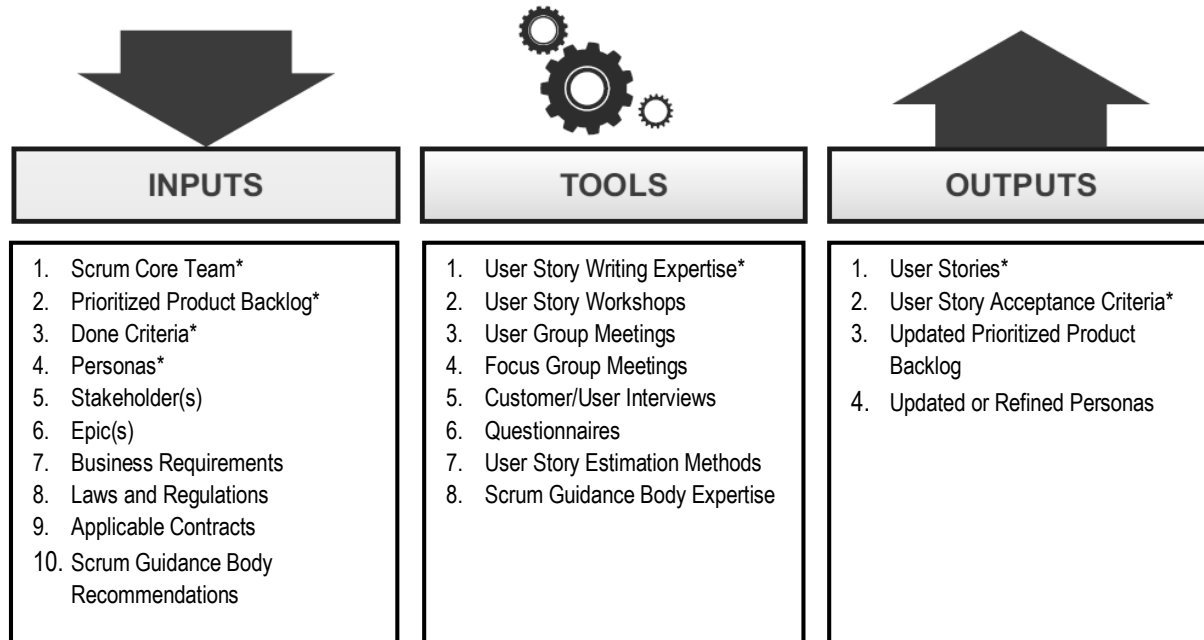 INPUTS
1. Scrum Core Team*
2. Prioritized Product Backlog*
3. Done Criteria*
4. Personas*
5. Stakeholder(s)
6. Epic(s)
7. Business Requirements
8. Laws and Regulations
9. Applicable Contracts
10. Scrum Guidance Body
Recommendations
TOOLS
1. User Story Writing Expertise*
2. User Story Workshops
3. User Group Meetings
4. Focus Group Meetings
5. Customer/User Interviews
6. Questionnaires
7. User Story Estimation Methods
8. Scrum Guidance Body Expertise
OUTPUTS
1. User Stories*
2. User Story Acceptance Criteria*
3. Updated Prioritized Product
Backlog
4. Updated or Refined Personas